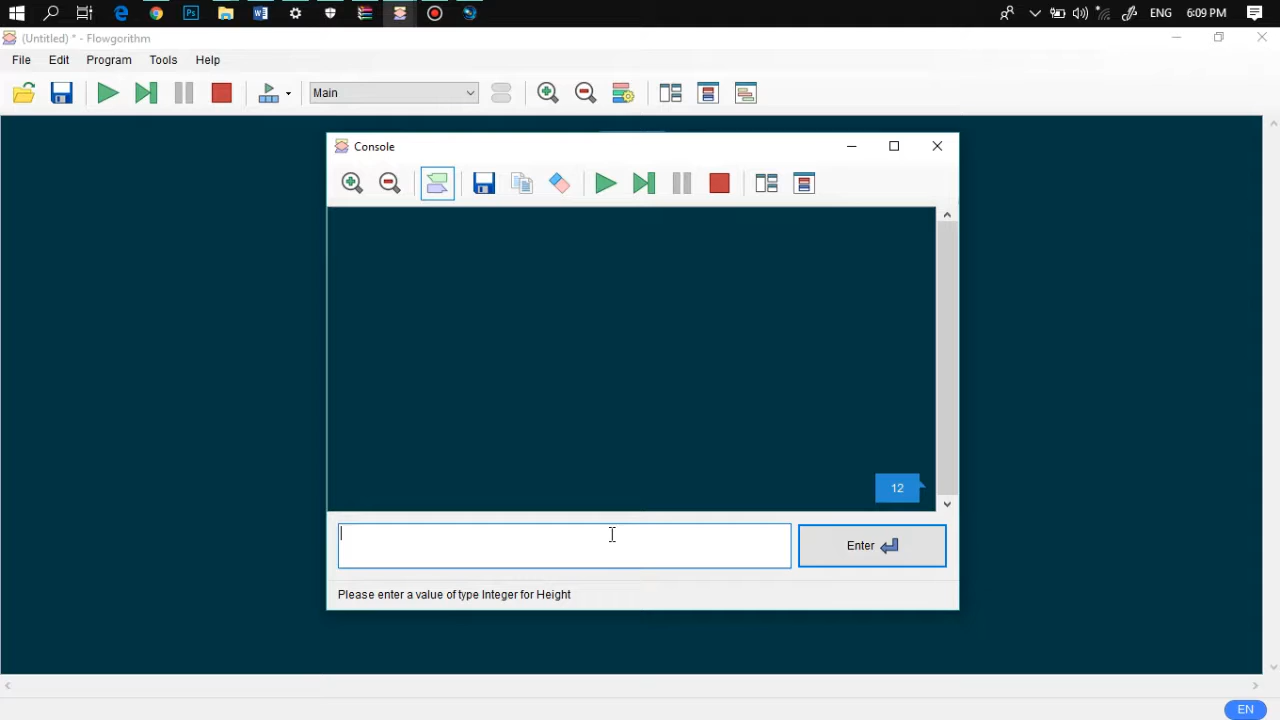 ENG 6:09 PM
(Untitled) * - Flowgorithm
File Edit Program Tools Help
Main
Console
12
Enter
Please enter a value of type Integer for Height
EN